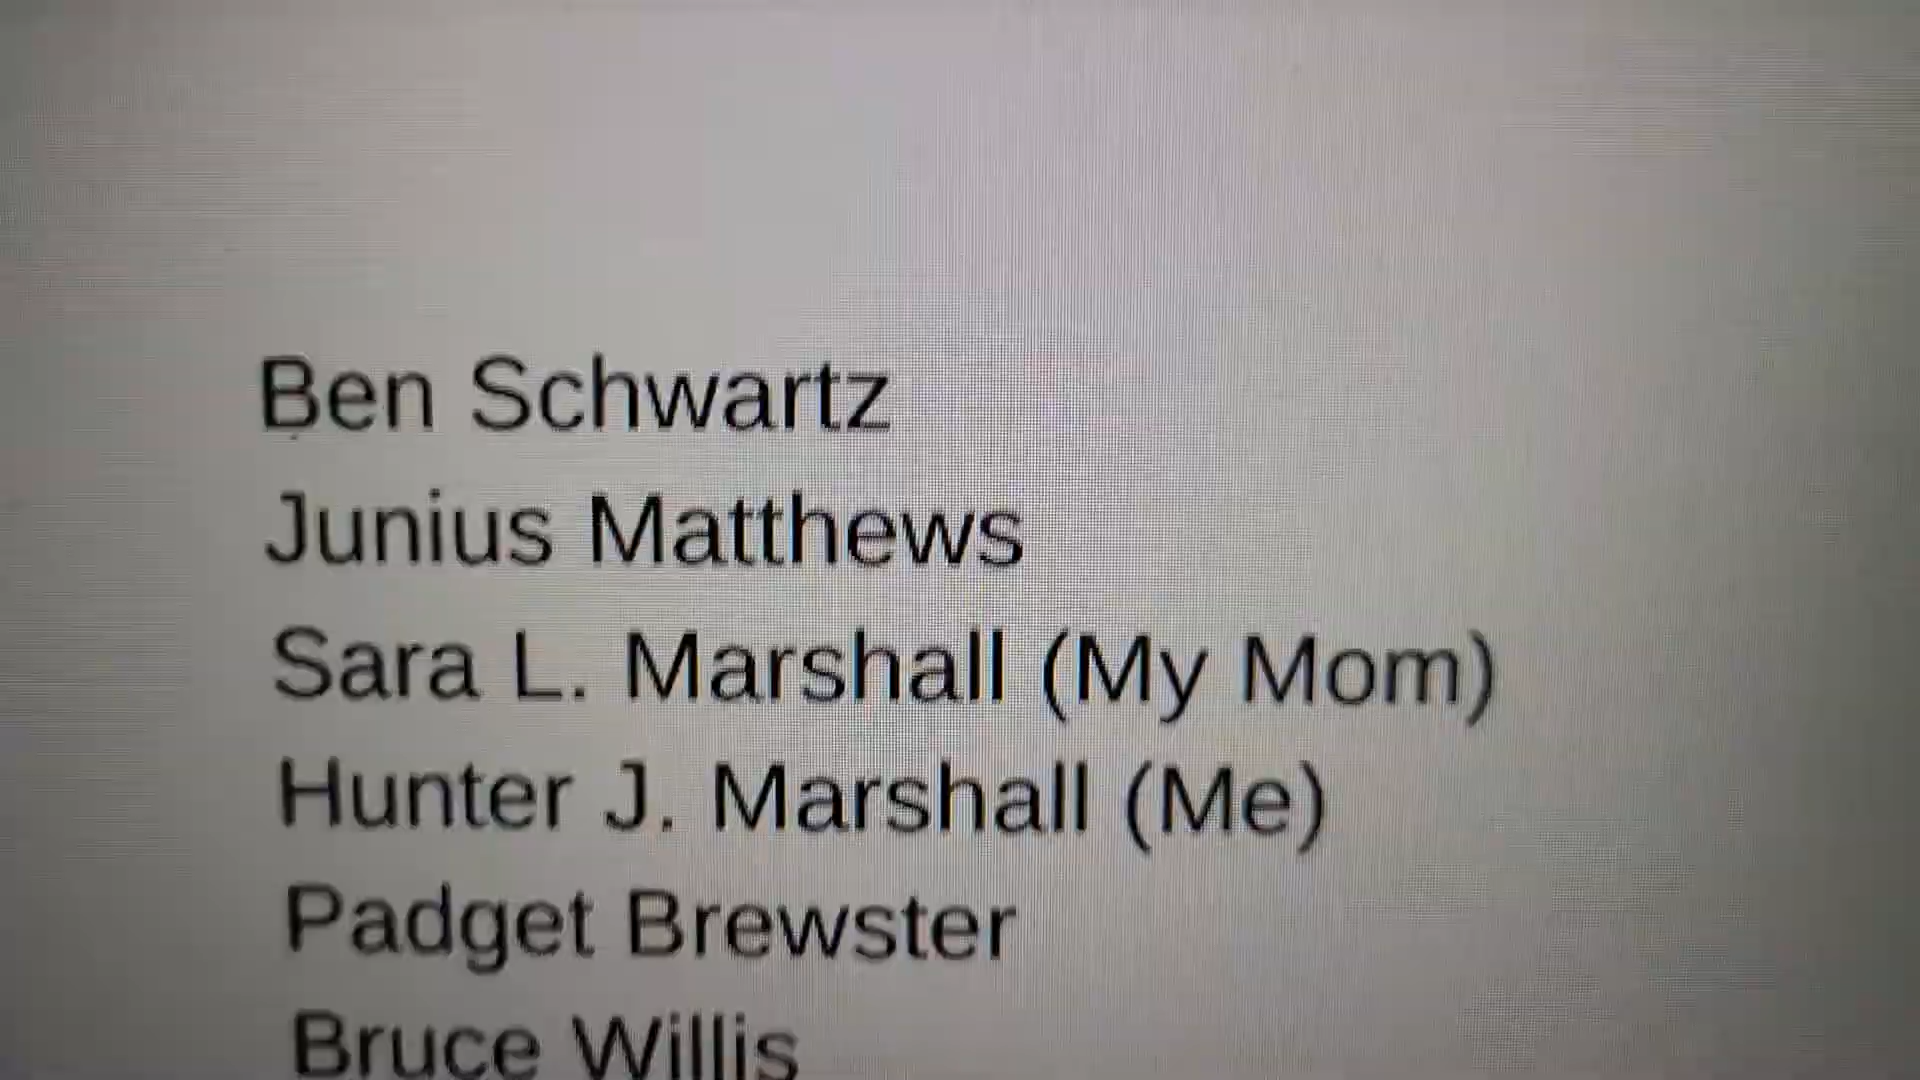 Ben Schwartz
Junius Matthews
Sara L. Marshall (My Mom)
Hunter J. Marshall (Me)
Padget Brewster
Bruce Willis